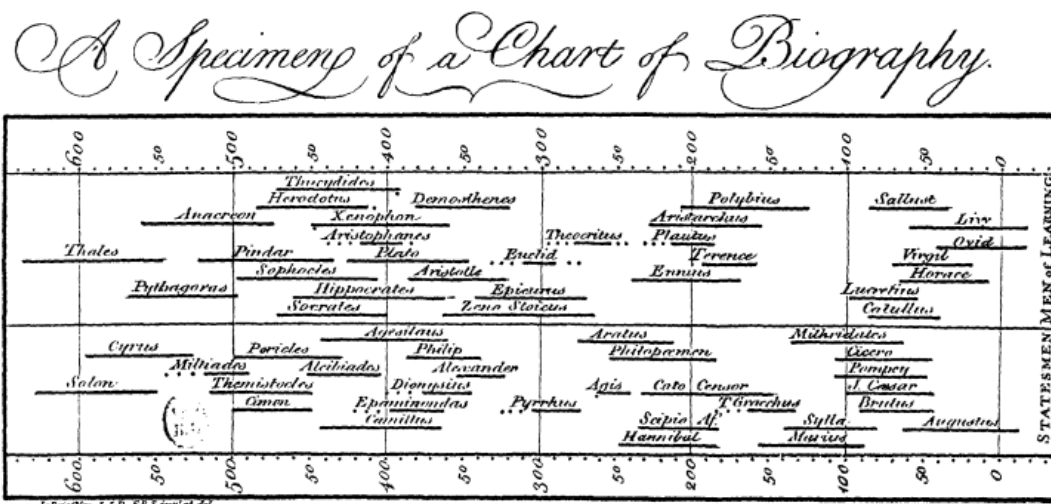 A Specimen of a Chart of Biography.
600 50 500 50 400 50 300 50 200 50 100 50 0
Thucydides
Herodotus Demosthenes Polybius Sallust
Anacreon Xenophon Aristarchus Livy
Aristophanes Theocritus Plautus
Thales Pindar Plato Euclid Terence Virgil Ovid
Sophocles Aristotle Ennius Horace
Pythagoras Hippocrates Epicurus Lucretius
Socrates Zeno Stoicus Catullus
MEN of LEARNING.
Agesilaus Aratus Mithridates
Cyrus Pericles Philip Philopœmen Cicero
Miltiades Alcibiades Alexander Pompey
Solon Themistocles Dionysius Agis Cato Censor J. Cæsar
Cimon Epaminondas Pyrrhus T. Gracchus Brutus
Camillus Scipio Af. Sylla Augustus
Hannibal Marius
STATESMEN
600 50 500 50 400 50 300 50 200 50 100 50 0